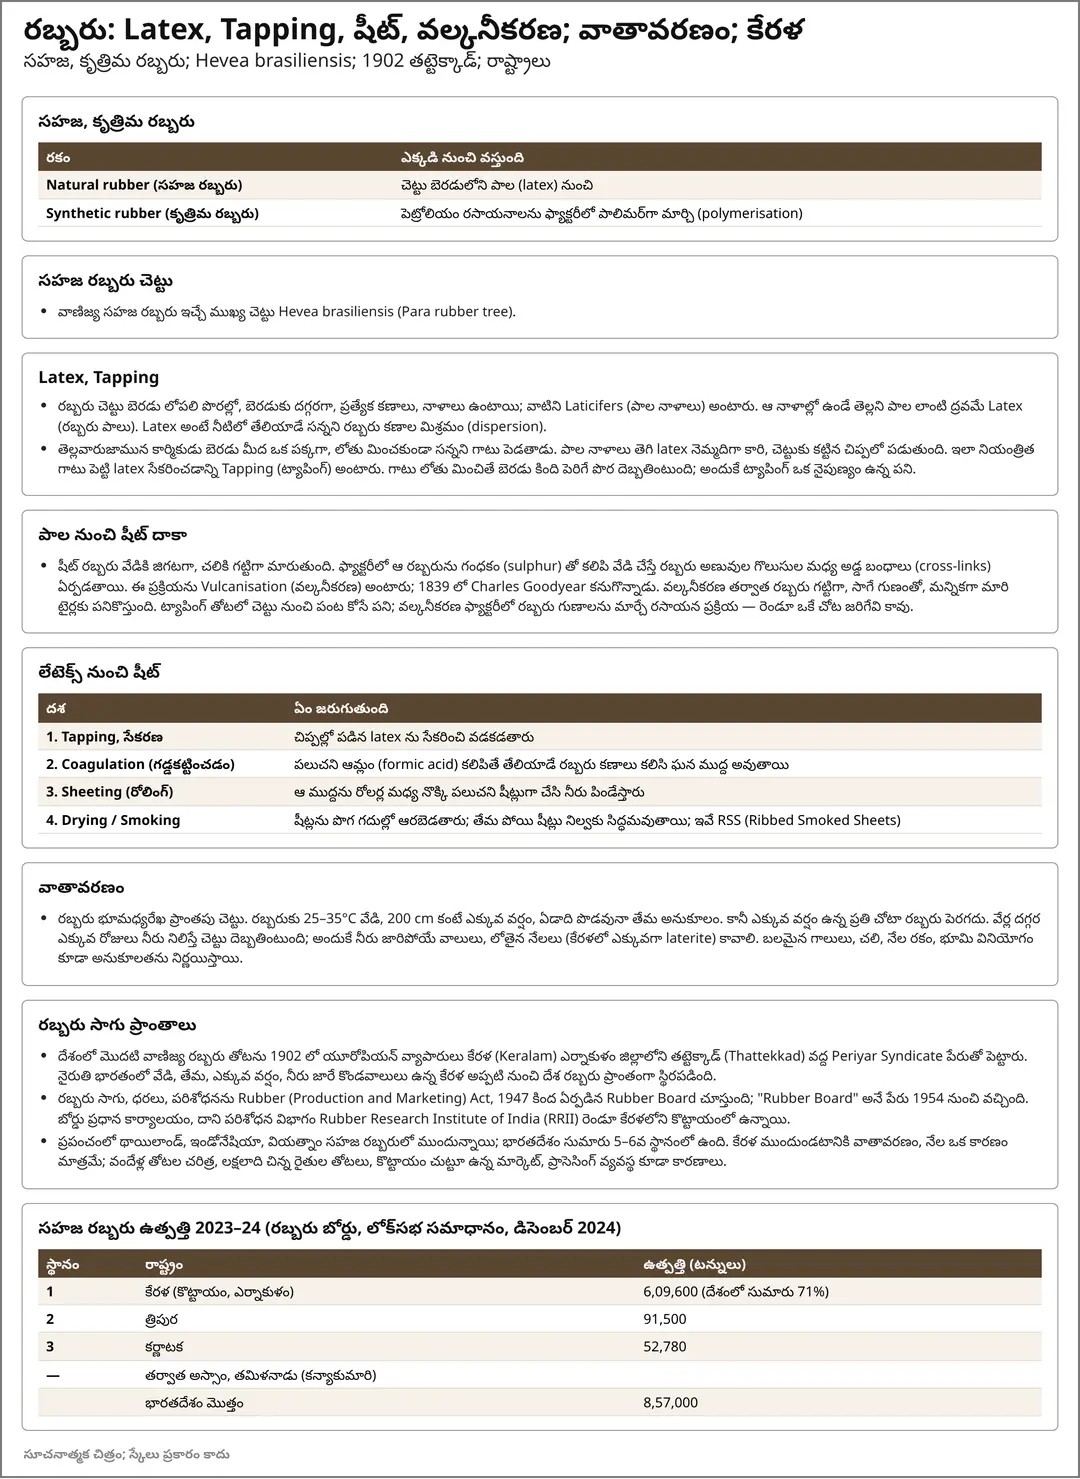 రబ్బరు: Latex, Tapping, షీట్, వల్కనీకరణ; వాతావరణం; కేరళ
సహజ, కృత్రిమ రబ్బరు; Hevea brasiliensis; 1902 తట్టెక్కాడ్; రాష్ట్రాలు
సహజ, కృత్రిమ రబ్బరు
రకం ఎక్కడి నుంచి వస్తుంది
Natural rubber (సహజ రబ్బరు) చెట్టు బెరడులోని పాల (latex) నుంచి
Synthetic rubber (కృత్రిమ రబ్బరు) పెట్రోలియం రసాయనాలను ఫ్యాక్టరీలో పాలిమర్‌గా మార్చి (polymerisation)
సహజ రబ్బరు చెట్టు
• వాణిజ్య సహజ రబ్బరు ఇచ్చే ముఖ్య చెట్టు Hevea brasiliensis (Para rubber tree).
Latex, Tapping
• రబ్బరు చెట్టు బెరడు లోపలి పొరల్లో, బెరడుకు దగ్గరగా, ప్రత్యేక కణాలు, నాళాలు ఉంటాయి; వాటిని Laticifers (పాల నాళాలు) అంటారు. ఆ నాళాల్లో ఉండే తెల్లని పాల లాంటి ద్రవమే Latex
(రబ్బరు పాలు). Latex అంటే నీటిలో తేలియాడే సన్నని రబ్బరు కణాల మిశ్రమం (dispersion).
• తెల్లవారుజామున కార్మికుడు బెరడు మీద ఒక పక్కగా, లోతు మించకుండా సన్నని గాటు పెడతాడు. పాల నాళాలు తెగి latex నెమ్మదిగా కారి, చెట్టుకు కట్టిన చిప్పలో పడుతుంది. ఇలా నియంత్రిత
గాటు పెట్టి latex సేకరించడాన్ని Tapping (ట్యాపింగ్) అంటారు. గాటు లోతు మించితే బెరడు కింది పెరిగే పొర దెబ్బతింటుంది; అందుకే ట్యాపింగ్ ఒక నైపుణ్యం ఉన్న పని.
పాల నుంచి షీట్ దాకా
• షీట్ రబ్బరు వేడికి జిగటగా, చలికి గట్టిగా మారుతుంది. ఫ్యాక్టరీలో ఆ రబ్బరును గంధకం (sulphur) తో కలిపి వేడి చేస్తే రబ్బరు అణువుల గొలుసుల మధ్య అడ్డ బంధాలు (cross-links)
ఏర్పడతాయి. ఈ ప్రక్రియను Vulcanisation (వల్కనీకరణ) అంటారు; 1839 లో Charles Goodyear కనుగొన్నాడు. వల్కనీకరణ తర్వాత రబ్బరు గట్టిగా, సాగే గుణంతో, మన్నికగా మారి
టైర్లకు పనికొస్తుంది. ట్యాపింగ్ తోటలో చెట్టు నుంచి పంట కోసే పని; వల్కనీకరణ ఫ్యాక్టరీలో రబ్బరు గుణాలను మార్చే రసాయన ప్రక్రియ — రెండూ ఒకే చోట జరిగేవి కావు.
లేటెక్స్ నుంచి షీట్
దశ ఏం జరుగుతుంది
1. Tapping, సేకరణ చిప్పల్లో పడిన latex ను సేకరించి వడకడతారు
2. Coagulation (గడ్డకట్టించడం) పలుచని ఆమ్లం (formic acid) కలిపితే తేలియాడే రబ్బరు కణాలు కలిసి ఘన ముద్ద అవుతాయి
3. Sheeting (రోలింగ్) ఆ ముద్దను రోలర్ల మధ్య నొక్కి పలుచని షీట్లుగా చేసి నీరు పిండేస్తారు
4. Drying / Smoking షీట్లను పొగ గదుల్లో ఆరబెడతారు; తేమ పోయి షీట్లు నిల్వకు సిద్ధమవుతాయి; ఇవే RSS (Ribbed Smoked Sheets)
వాతావరణం
• రబ్బరు భూమధ్యరేఖ ప్రాంతపు చెట్టు. రబ్బరుకు 25–35°C వేడి, 200 cm కంటే ఎక్కువ వర్షం, ఏడాది పొడవునా తేమ అనుకూలం. కానీ ఎక్కువ వర్షం ఉన్న ప్రతి చోటా రబ్బరు పెరగదు. వేర్ల దగ్గర
ఎక్కువ రోజులు నీరు నిలిస్తే చెట్టు దెబ్బతింటుంది; అందుకే నీరు జారిపోయే వాలులు, లోతైన నేలలు (కేరళలో ఎక్కువగా laterite) కావాలి. బలమైన గాలులు, చలి, నేల రకం, భూమి వినియోగం
కూడా అనుకూలతను నిర్ణయిస్తాయి.
రబ్బరు సాగు ప్రాంతాలు
• దేశంలో మొదటి వాణిజ్య రబ్బరు తోటను 1902 లో యూరోపియన్ వ్యాపారులు కేరళ (Keralam) ఎర్నాకుళం జిల్లాలోని తట్టెక్కాడ్ (Thattekkad) వద్ద Periyar Syndicate పేరుతో పెట్టారు.
నైరుతి భారతంలో వేడి, తేమ, ఎక్కువ వర్షం, నీరు జారే కొండవాలులు ఉన్న కేరళ అప్పటి నుంచి దేశ రబ్బరు ప్రాంతంగా స్థిరపడింది.
• రబ్బరు సాగు, ధరలు, పరిశోధనను Rubber (Production and Marketing) Act, 1947 కింద ఏర్పడిన Rubber Board చూస్తుంది; "Rubber Board" అనే పేరు 1954 నుంచి వచ్చింది.
బోర్డు ప్రధాన కార్యాలయం, దాని పరిశోధన విభాగం Rubber Research Institute of India (RRII) రెండూ కేరళలోని కొట్టాయంలో ఉన్నాయి.
• ప్రపంచంలో థాయిలాండ్, ఇండోనేషియా, వియత్నాం సహజ రబ్బరులో ముందున్నాయి; భారతదేశం సుమారు 5–6వ స్థానంలో ఉంది. కేరళ ముందుండటానికి వాతావరణం, నేల ఒక కారణం
మాత్రమే; వందేళ్ల తోటల చరిత్ర, లక్షలాది చిన్న రైతుల తోటలు, కొట్టాయం చుట్టూ ఉన్న మార్కెట్, ప్రాసెసింగ్ వ్యవస్థ కూడా కారణాలు.
సహజ రబ్బరు ఉత్పత్తి 2023–24 (రబ్బరు బోర్డు, లోక్‌సభ సమాధానం, డిసెంబర్ 2024)
స్థానం రాష్ట్రం ఉత్పత్తి (టన్నులు)
1 కేరళ (కొట్టాయం, ఎర్నాకుళం) 6,09,600 (దేశంలో సుమారు 71%)
2 త్రిపుర 91,500
3 కర్ణాటక 52,780
— తర్వాత అస్సాం, తమిళనాడు (కన్యాకుమారి)
భారతదేశం మొత్తం 8,57,000
సూచనాత్మక చిత్రం; స్కేలు ప్రకారం కాదు